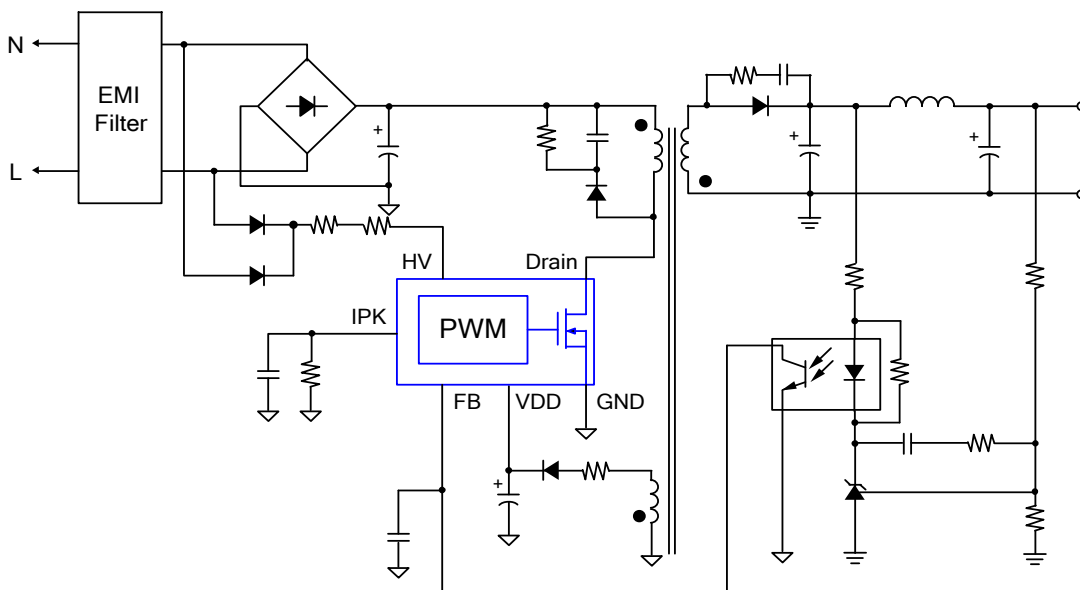 N
EMI
Filter
L
+
+
+
HV
Drain
IPK
PWM
FB
VDD
GND
+